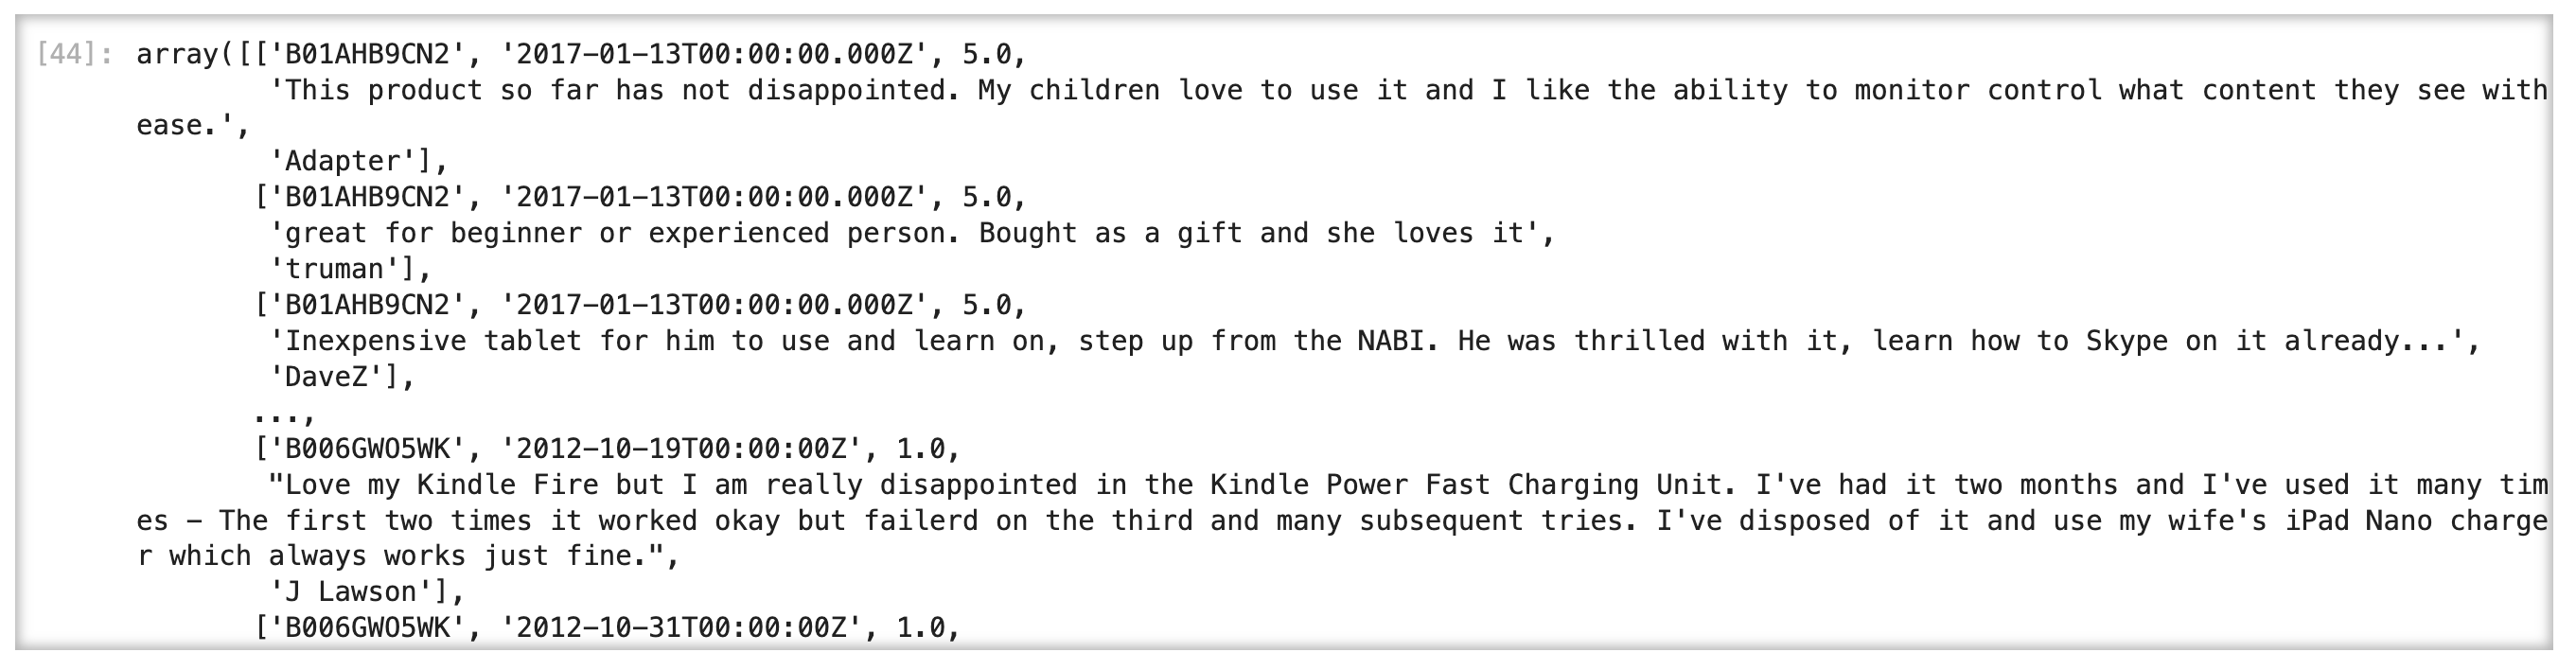 [44]: array([['B01AHB9CN2', '2017-01-13T00:00:00.000Z', 5.0,
'This product so far has not disappointed. My children love to use it and I like the ability to monitor control what content they see with
ease.',
'Adapter'],
['B01AHB9CN2', '2017-01-13T00:00:00.000Z', 5.0,
'great for beginner or experienced person. Bought as a gift and she loves it',
'truman'],
['B01AHB9CN2', '2017-01-13T00:00:00.000Z', 5.0,
'Inexpensive tablet for him to use and learn on, step up from the NABI. He was thrilled with it, learn how to Skype on it already...',
'DaveZ'],
...,
['B006GWO5WK', '2012-10-19T00:00:00Z', 1.0,
"Love my Kindle Fire but I am really disappointed in the Kindle Power Fast Charging Unit. I've had it two months and I've used it many tim
es - The first two times it worked okay but failerd on the third and many subsequent tries. I've disposed of it and use my wife's iPad Nano charge
r which always works just fine.",
'J Lawson'],
['B006GWO5WK', '2012-10-31T00:00:00Z', 1.0,